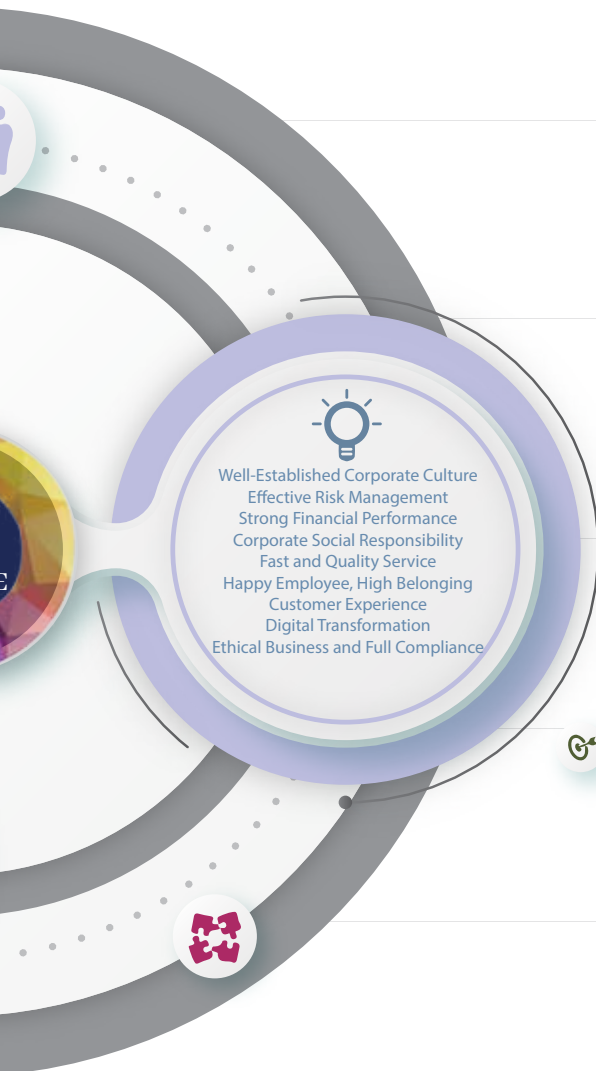 Well-Established Corporate Culture
Effective Risk Management
Strong Financial Performance
Corporate Social Responsibility
Fast and Quality Service
Happy Employee, High Belonging
Customer Experience
Digital Transformation
Ethical Business and Full Compliance